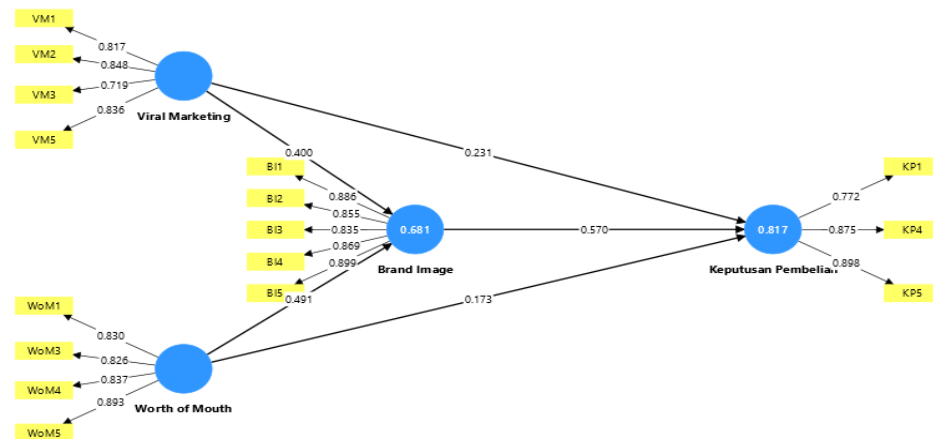 VM1
0.817
VM2
0.848
VM3
0.719
VM5
0.836
Viral Marketing
0.400
0.231
BI1
0.886
BI2
0.855
BI3
0.835
BI4
0.869
BI5
0.899
0.681
Brand Image
0.491
0.570
0.173
0.817
Keputusan Pembelian
KP1
0.772
KP4
0.875
KP5
0.898
WoM1
0.830
WoM3
0.826
WoM4
0.837
WoM5
0.893
Worth of Mouth